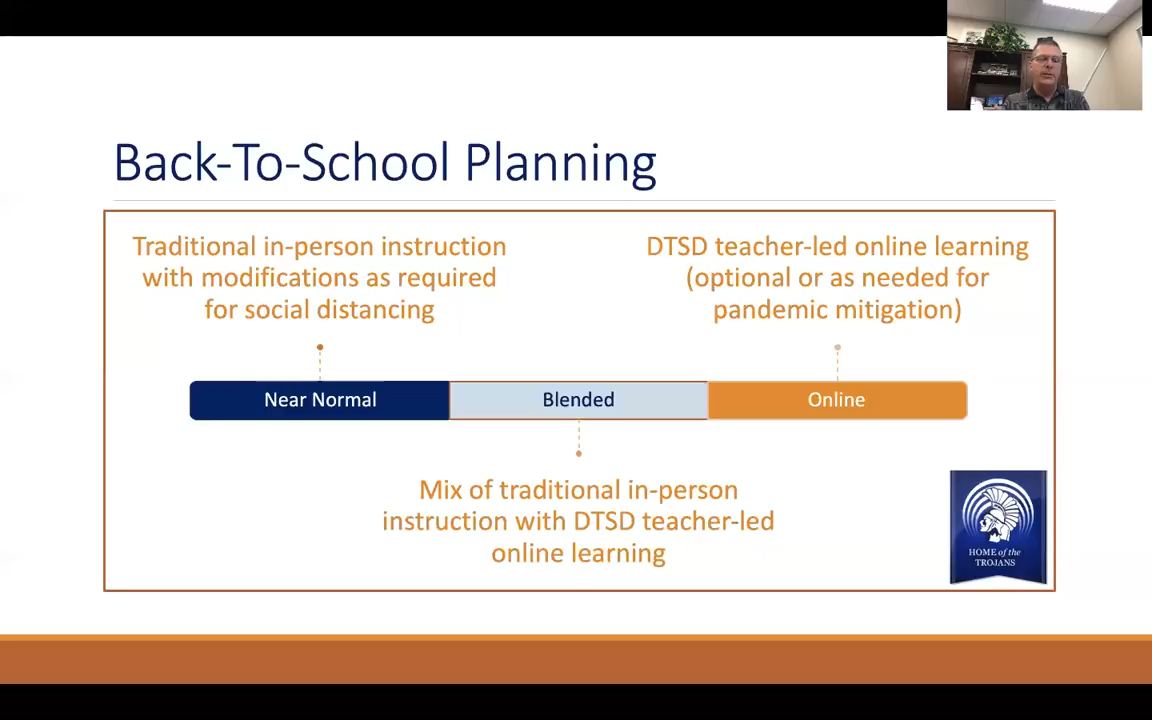 Back-To-School Planning
Traditional in-person instruction
with modifications as required
for social distancing
DTSD teacher-led online learning
(optional or as needed for
pandemic mitigation)
Near Normal
Blended
Online
Mix of traditional in-person
instruction with DTSD teacher-led
online learning
HOME of the
TROJANS